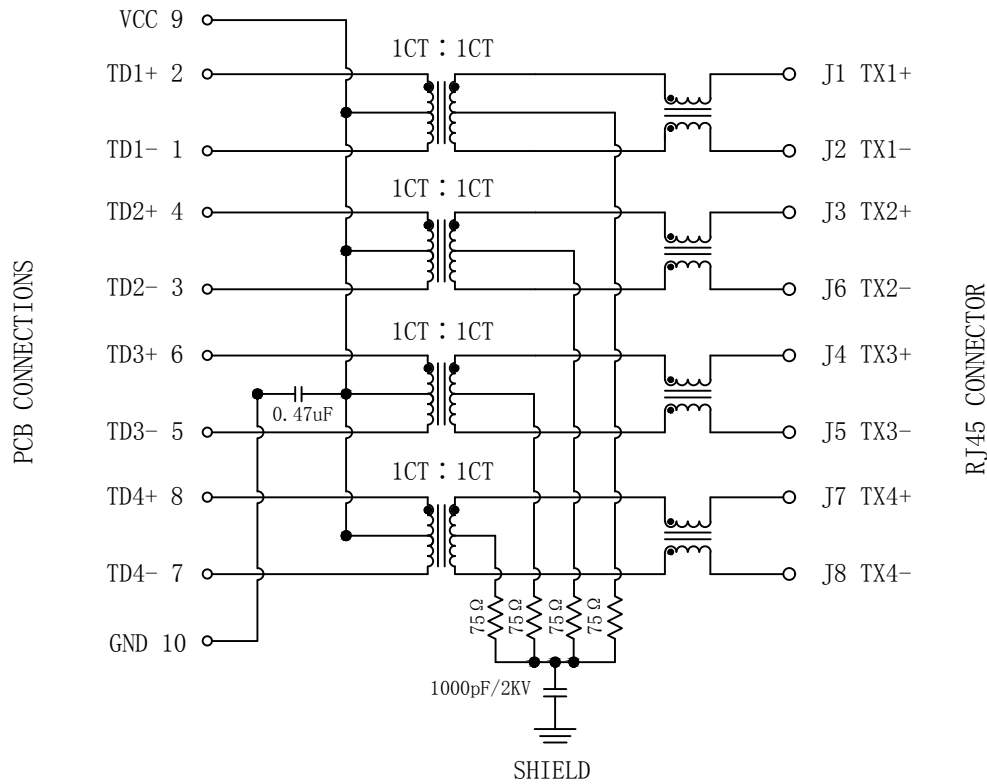 VCC 9
1CT：1CT
TD1+ 2
J1 TX1+
TD1- 1
J2 TX1-
1CT：1CT
TD2+ 4
J3 TX2+
TD2- 3
J6 TX2-
PCB CONNECTIONS
RJ45 CONNECTOR
1CT：1CT
TD3+ 6
J4 TX3+
0.47uF
TD3- 5
J5 TX3-
1CT：1CT
TD4+ 8
J7 TX4+
TD4- 7
J8 TX4-
75Ω
75Ω
75Ω
75Ω
GND 10
1000pF/2KV
SHIELD